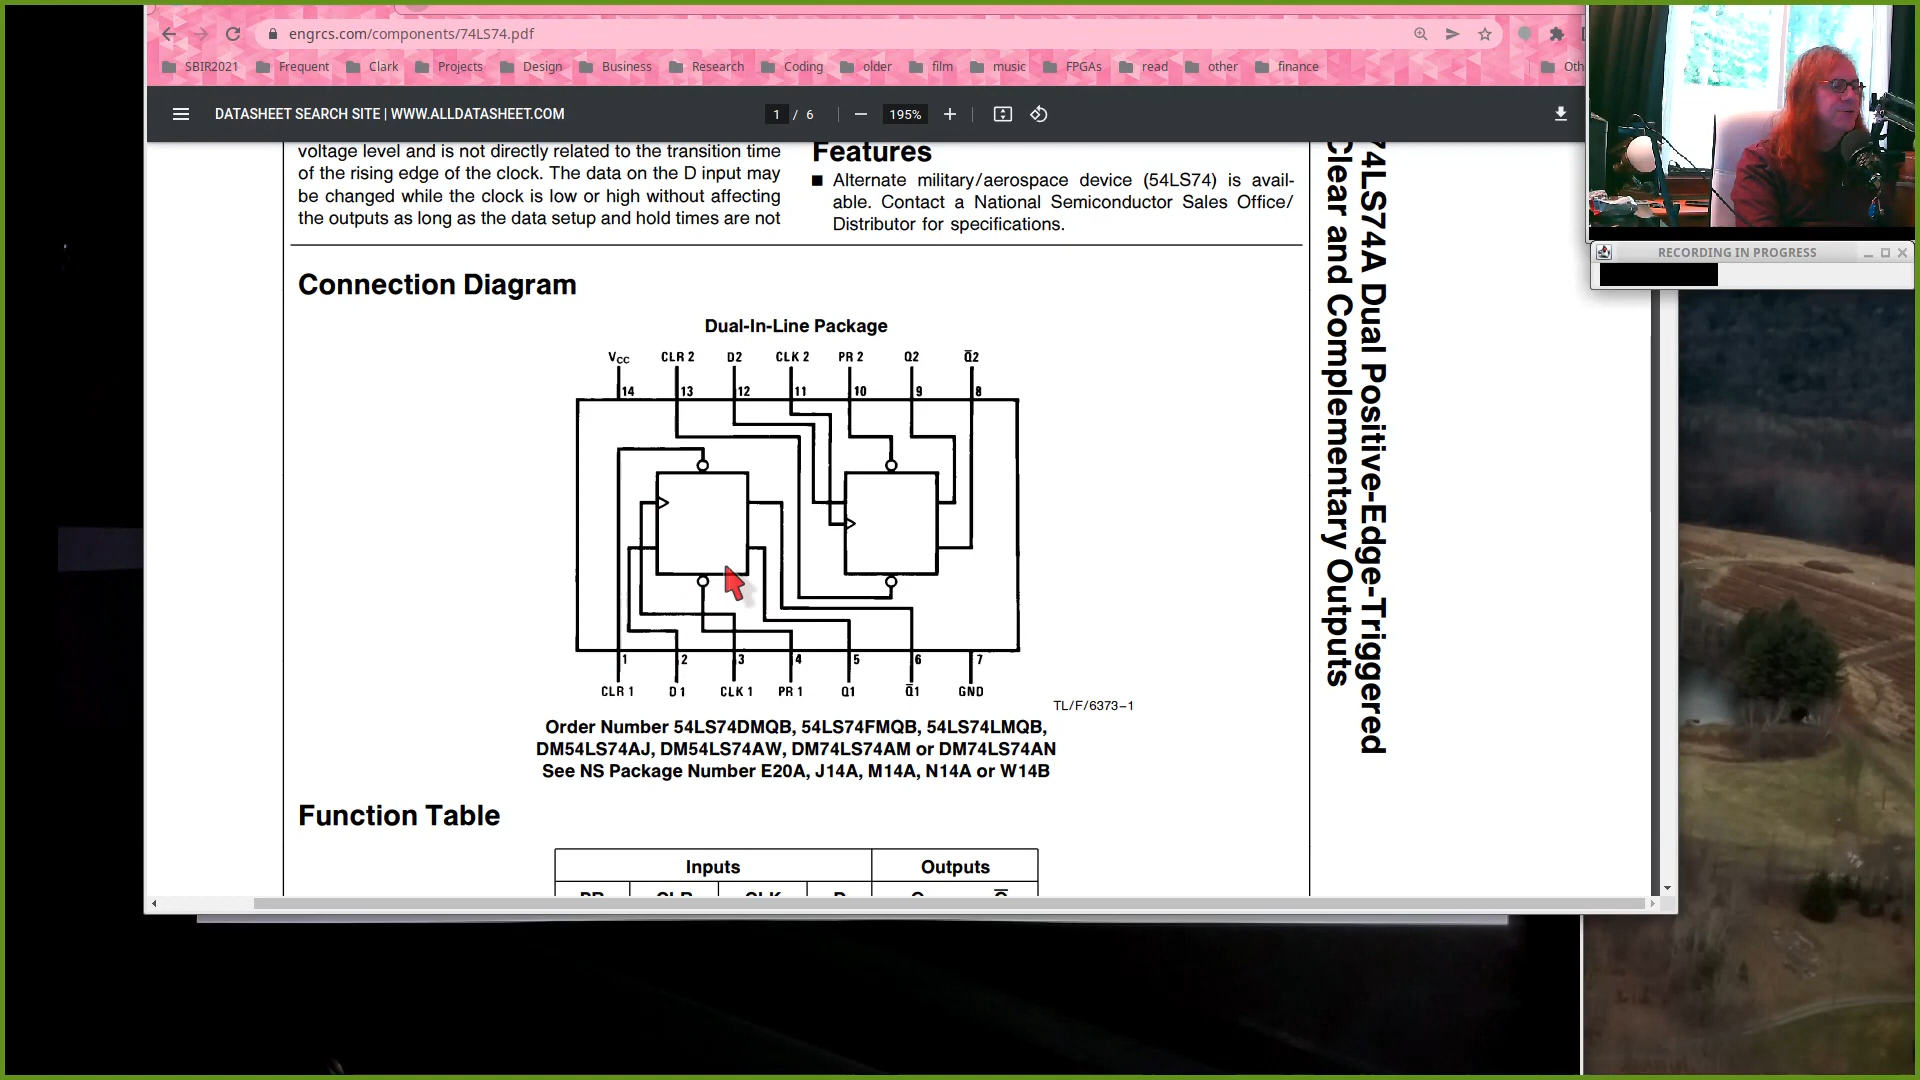 engrcs.com/components/74LS74.pdf
SBIR2021 Frequent Clark Projects Design Business Research Coding older film music FPGAs read other finance Oth
DATASHEET SEARCH SITE | WWW.ALLDATASHEET.COM
1 / 6
195%
voltage level and is not directly related to the transition time
of the rising edge of the clock. The data on the D input may
be changed while the clock is low or high without affecting
the outputs as long as the data setup and hold times are not
Features
■ Alternate military/aerospace device (54LS74) is avail-
able. Contact a National Semiconductor Sales Office/
Distributor for specifications.
74LS74A Dual Positive-Edge-Triggered
Clear and Complementary Outputs
RECORDING IN PROGRESS
Connection Diagram
Dual-In-Line Package
VCC CLR 2 D2 CLK 2 PR 2 Q2 Q̅2
14 13 12 11 10 9 8
1 2 3 4 5 6 7
CLR 1 D1 CLK 1 PR 1 Q1 Q̅1 GND
TL/F/6373–1
Order Number 54LS74DMQB, 54LS74FMQB, 54LS74LMQB,
DM54LS74AJ, DM54LS74AW, DM74LS74AM or DM74LS74AN
See NS Package Number E20A, J14A, M14A, N14A or W14B
Function Table
Inputs Outputs